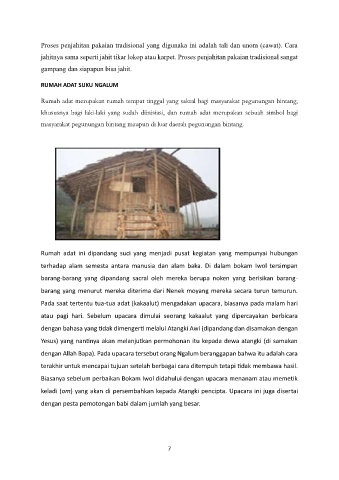 Proses penjahitan pakaian tradisional yang digunaka ini adalah tali dan anom (cawat). Cara
jahitnya sama seperti jahit tikar lokop atau karpet. Proses penjahitan pakaian tradisional sangat
gampang dan siapapun bias jahit.
RUMAH ADAT SUKU NGALUM
Rumah adat merupakan rumah tempat tinggal yang sakral bagi masyarakat pegunungan bintang,
khususnya bagi laki-laki yang sudah diinisiasi, dan rumah adat merupakan sebuah simbol bagi
masyarakat pegunungan bintang maupun di luar daerah pegunungan bintang.
Rumah adat ini dipandang suci yang menjadi pusat kegiatan yang mempunyai hubungan
terhadap alam semesta antara manusia dan alam baka. Di dalam bokam Iwol tersimpan
barang-barang yang dipandang sacral oleh mereka berupa noken yang berisikan barang-
barang yang menurut mereka diterima dari Nenek moyang mereka secara turun temurun.
Pada saat tertentu tua-tua adat (kakaalut) mengadakan upacara, biasanya pada malam hari
atau pagi hari. Sebelum upacara dimulai seorang kakaalut yang dipercayakan berbicara
dengan bahasa yang tidak dimengerti melalui Atangki Awi (dipandang dan disamakan dengan
Yesus) yang nantinya akan melanjutkan permohonan itu kepada dewa atangki (di samakan
dengan Allah Bapa). Pada upacara tersebut orang Ngalum beranggapan bahwa itu adalah cara
terakhir untuk mencapai tujuan setelah berbagai cara ditempuh tetapi tidak membawa hasil.
Biasanya sebelum perbaikan Bokam Iwol didahului dengan upacara menanam atau memetik
keladi (om) yang akan di persembahkan kepada Atangki pencipta. Upacara ini juga disertai
dengan pesta pemotongan babi dalam jumlah yang besar.
7